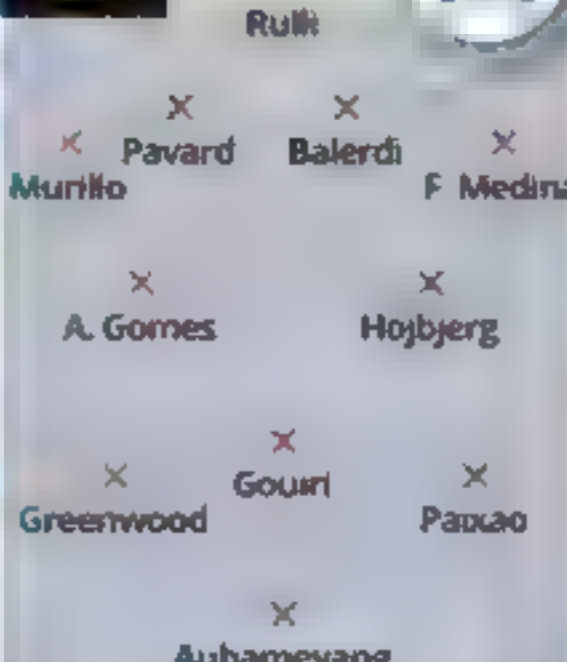 Rulli
Pavard Balerdi
Murillo F Medina
A. Gomes Hojbjerg
Gouiri
Greenwood Paixao
Aubameyang